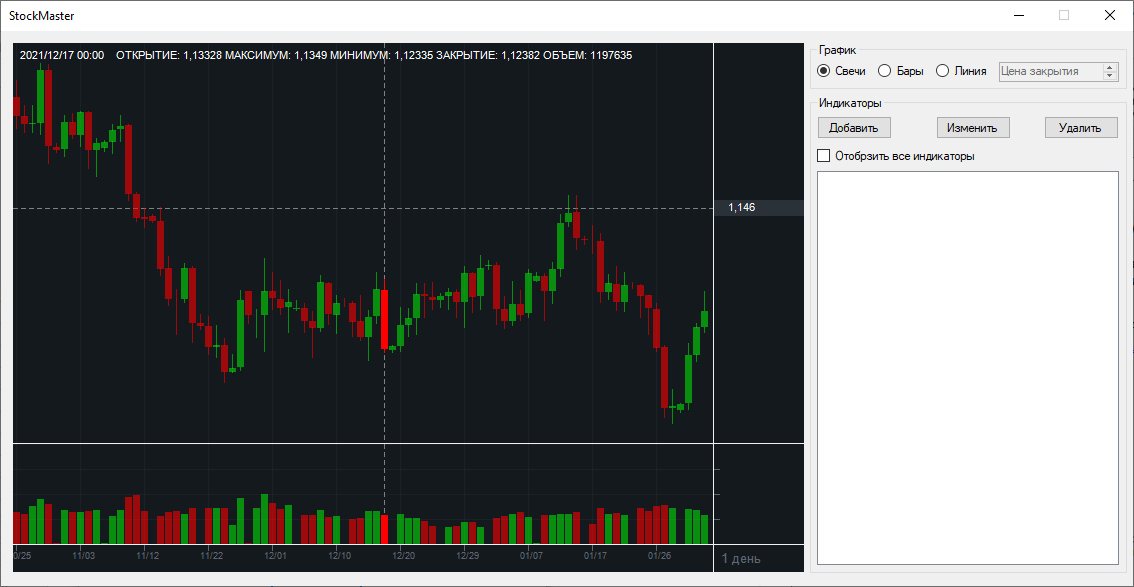 StockMaster
2021/12/17 00:00 ОТКРЫТИЕ: 1,13328 МАКСИМУМ: 1,1349 МИНИМУМ: 1,12335 ЗАКРЫТИЕ: 1,12382 ОБЪЕМ: 1197635
График
Свечи Бары Линия Цена закрытия
Индикаторы
Добавить Изменить Удалить
Отобрзить все индикаторы
1,146
0/25 11/03 11/12 11/22 12/01 12/10 12/20 12/29 01/07 01/17 01/26
1 день